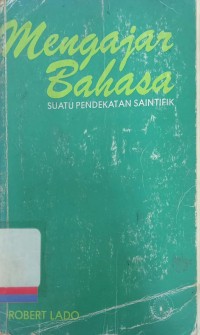 Mengajar
Bahasa
SUATU PENDEKATAN SAINTIFIK
ROBERT LADO